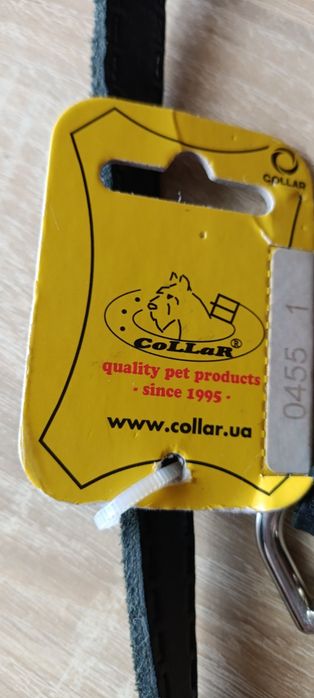 COLLAR
CoLLaR®
quality pet products
- since 1995 -
www.collar.ua
0455 1